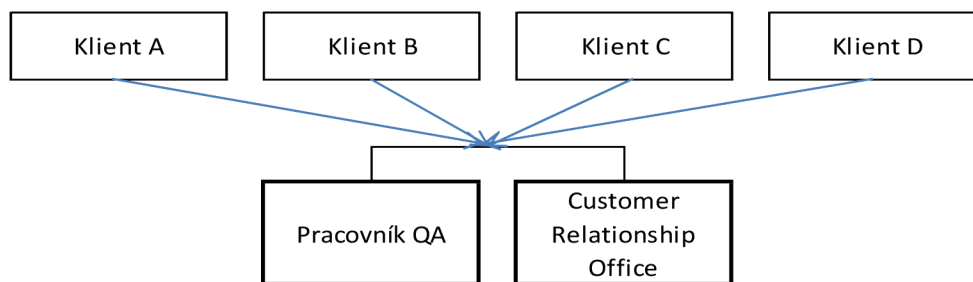 Klient A
Klient B
Klient C
Klient D
Pracovník QA
Customer
Relationship
Office